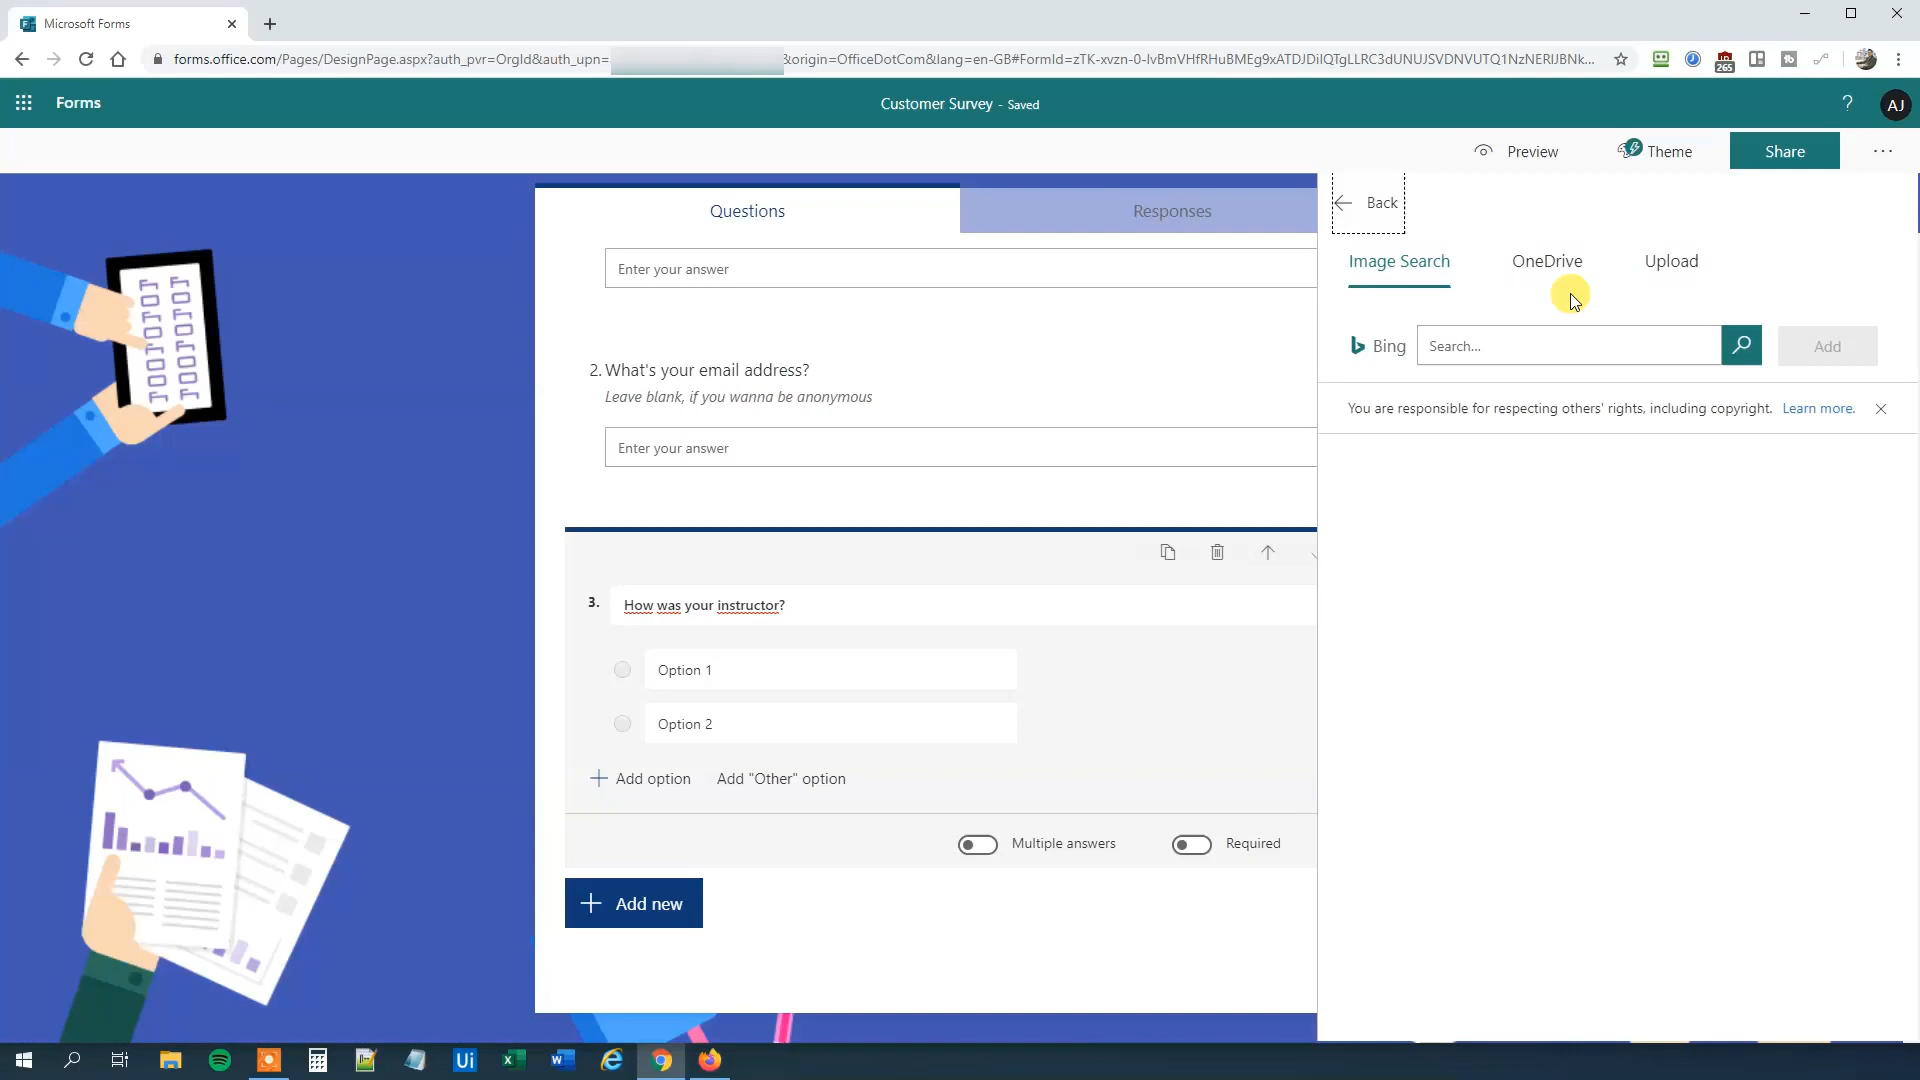 Microsoft Forms
forms.office.com/Pages/DesignPage.aspx?auth_pvr=OrgId&auth_upn=
&origin=OfficeDotCom&lang=en-GB#FormId=zTK-xvzn-0-lvBmVHfRHuBMEg9xATDJDilQTgLLRC3dUNUJSVDNVUTQ1NzNERlJBNk...
265
Forms
Customer Survey - Saved
?
AJ
Preview
Theme
Share
Questions
Responses
Back
Image Search
OneDrive
Upload
Enter your answer
Bing
Search...
Add
2. What's your email address?
Leave blank, if you wanna be anonymous
You are responsible for respecting others' rights, including copyright. Learn more.
Enter your answer
3. How was your instructor?
Option 1
Option 2
Add option
Add "Other" option
Multiple answers
Required
Add new
Ui